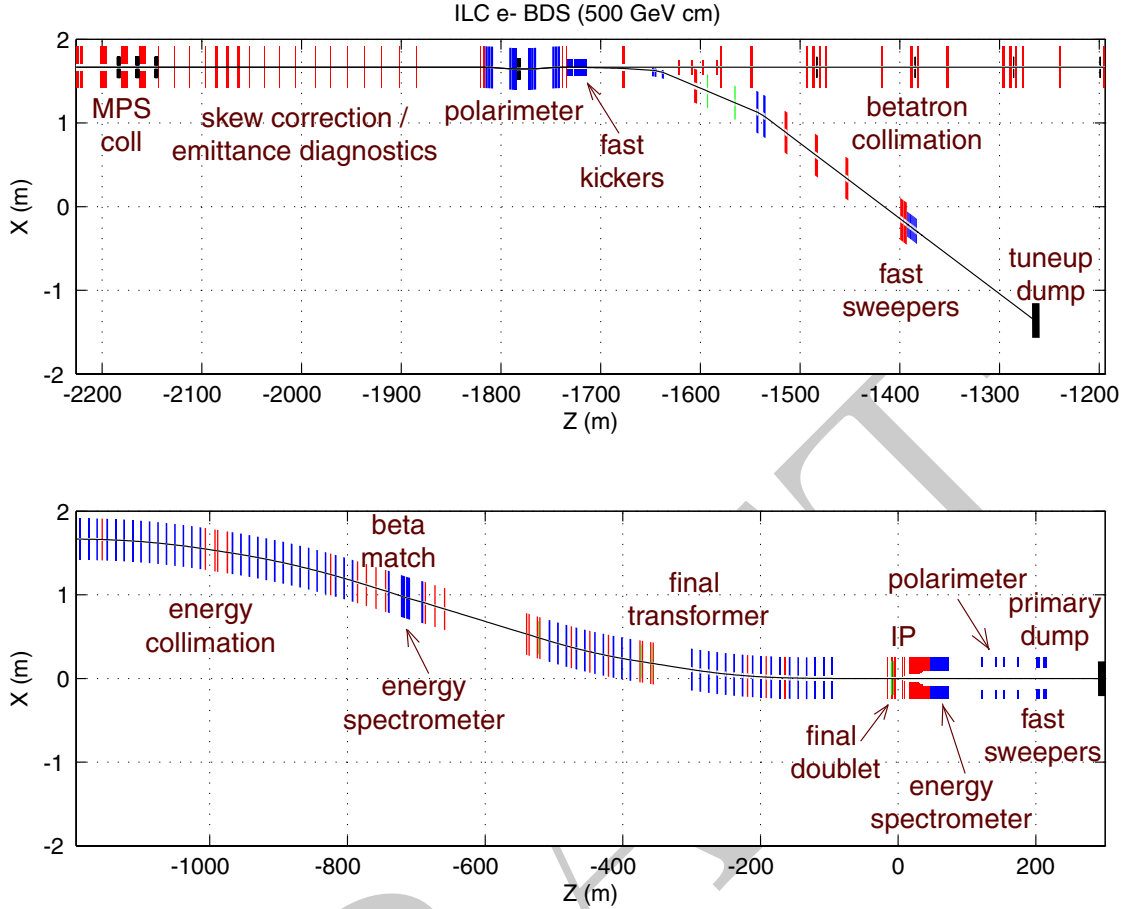 ILC e- BDS (500 GeV cm)
2
1
0
-1
-2
X (m)
MPS
coll
skew correction /
emittance diagnostics
polarimeter
fast
kickers
betatron
collimation
fast
sweepers
tuneup
dump
-2200 -2100 -2000 -1900 -1800 -1700 -1600 -1500 -1400 -1300 -1200
Z (m)
2
1
0
-1
-2
X (m)
energy
collimation
beta
match
energy
spectrometer
final
transformer
IP
final
doublet
polarimeter
primary
dump
fast
sweepers
energy
spectrometer
-1000 -800 -600 -400 -200 0 200
Z (m)